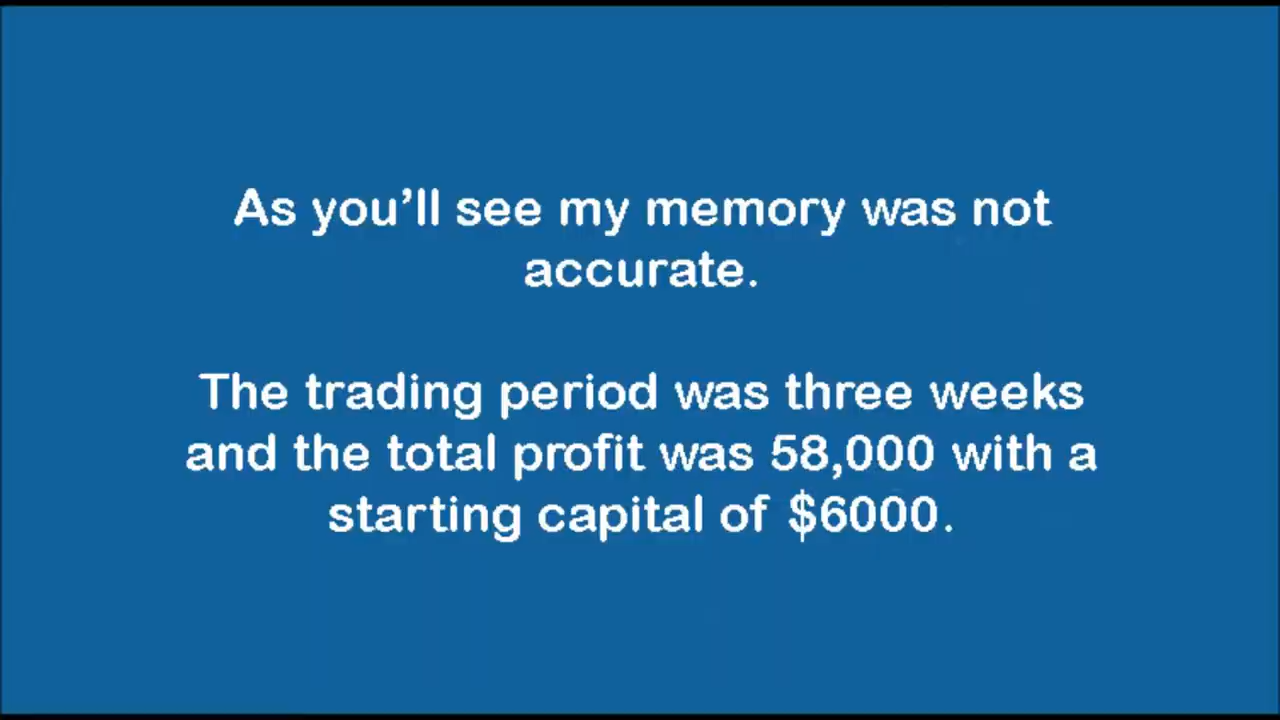 As you’ll see my memory was not
accurate.
The trading period was three weeks
and the total profit was 58,000 with a
starting capital of $6000.